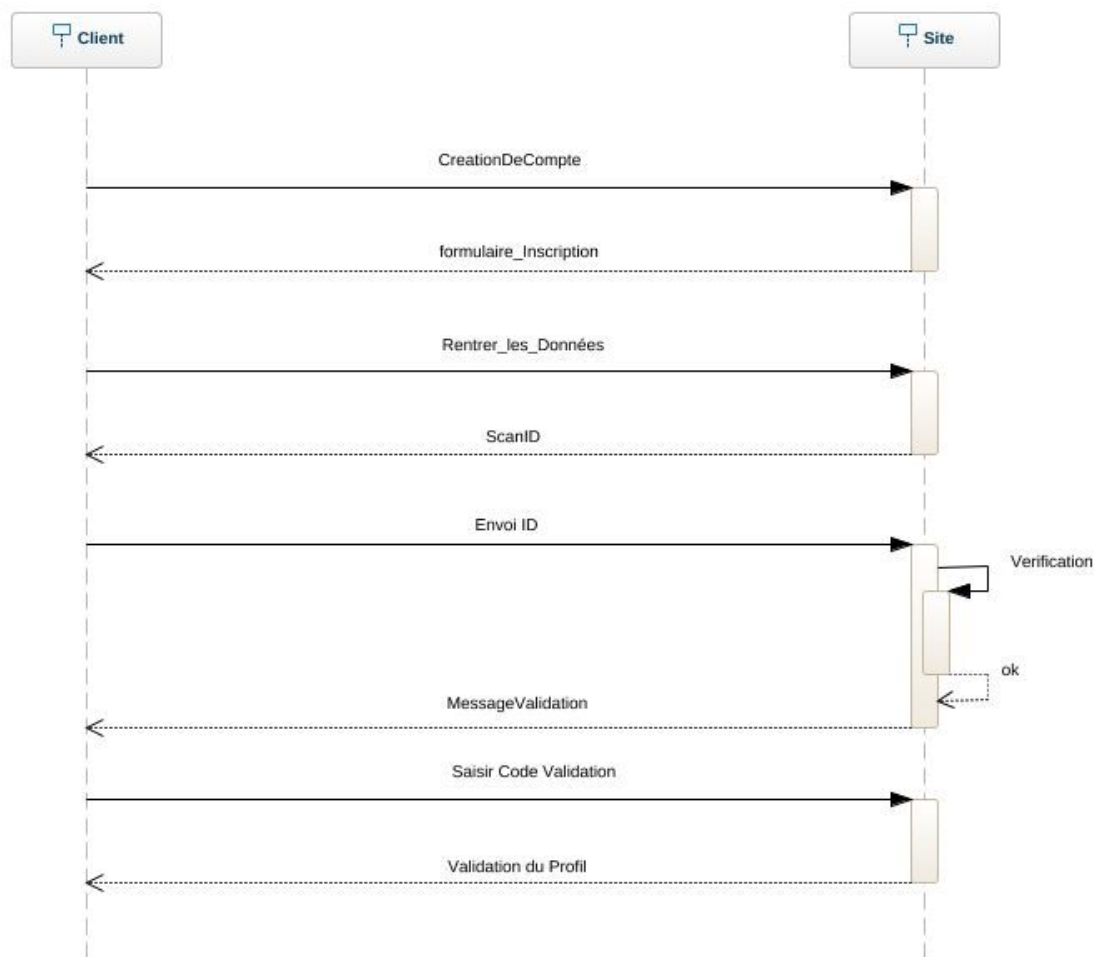 Client
Site
CreationDeCompte
formulaire_Inscription
Rentrer_les_Données
ScanID
Envoi ID
Verification
ok
MessageValidation
Saisir Code Validation
Validation du Profil